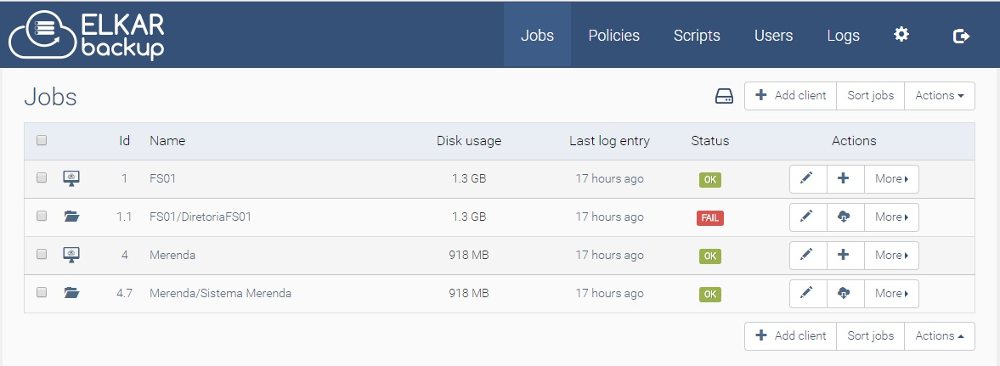 ELKAR
backup
Jobs Policies Scripts Users Logs
Jobs
Add client Sort jobs Actions
Id Name Disk usage Last log entry Status Actions
1 FS01 1.3 GB 17 hours ago OK More
1.1 FS01/DiretoriaFS01 1.3 GB 17 hours ago FAIL More
4 Merenda 918 MB 17 hours ago OK More
4.7 Merenda/Sistema Merenda 918 MB 17 hours ago OK More
Add client Sort jobs Actions